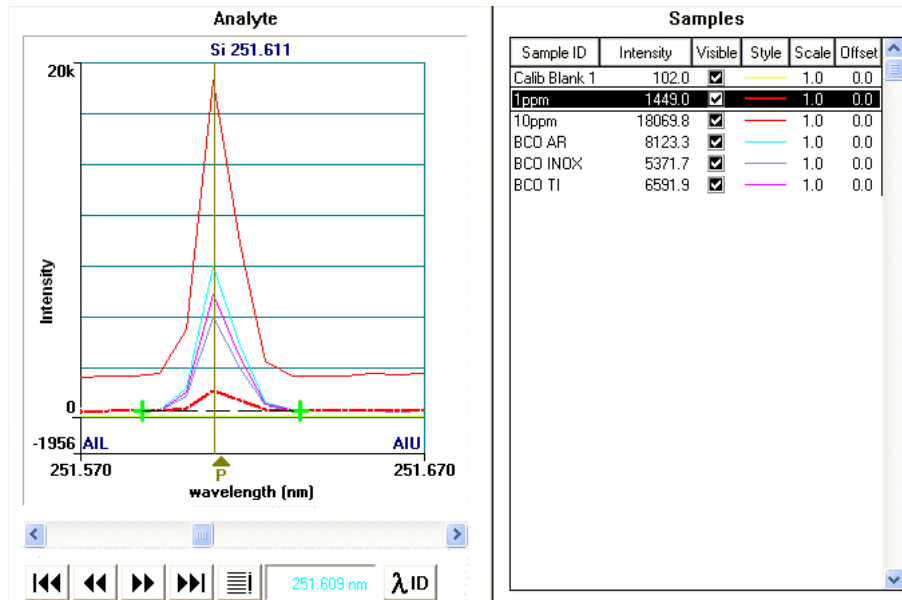 Analyte
Si 251.611
20k
Intensity
0
-1956 AIL AIU
251.570 251.670
P
wavelength (nm)
251.609 nm
λ ID
Samples
Sample ID Intensity Visible Style Scale Offset
Calib Blank 1 102.0 1.0 0.0
1ppm 1449.0 1.0 0.0
10ppm 18069.8 1.0 0.0
BCO AR 8123.3 1.0 0.0
BCO INOX 5371.7 1.0 0.0
BCO TI 6591.9 1.0 0.0